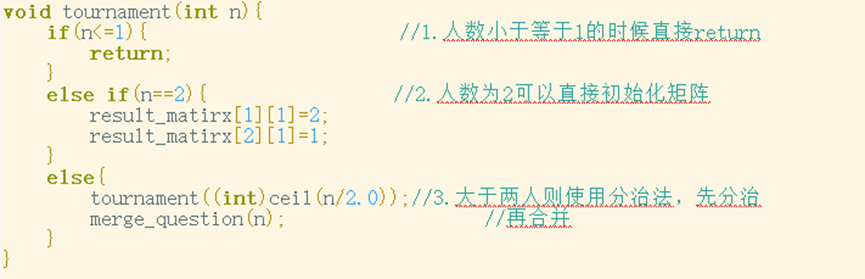 void tournament(int n){
    if(n<=1){                        //1.人数小于等于1的时候直接return
        return;
    }
    else if(n==2){                   //2.人数为2可以直接初始化矩阵
        result_matirx[1][1]=2;
        result_matirx[2][1]=1;
    }
    else{
        tournament((int)ceil(n/2.0));//3.大于两人则使用分治法，先分治
        merge_question(n);                   //再合并
    }
}